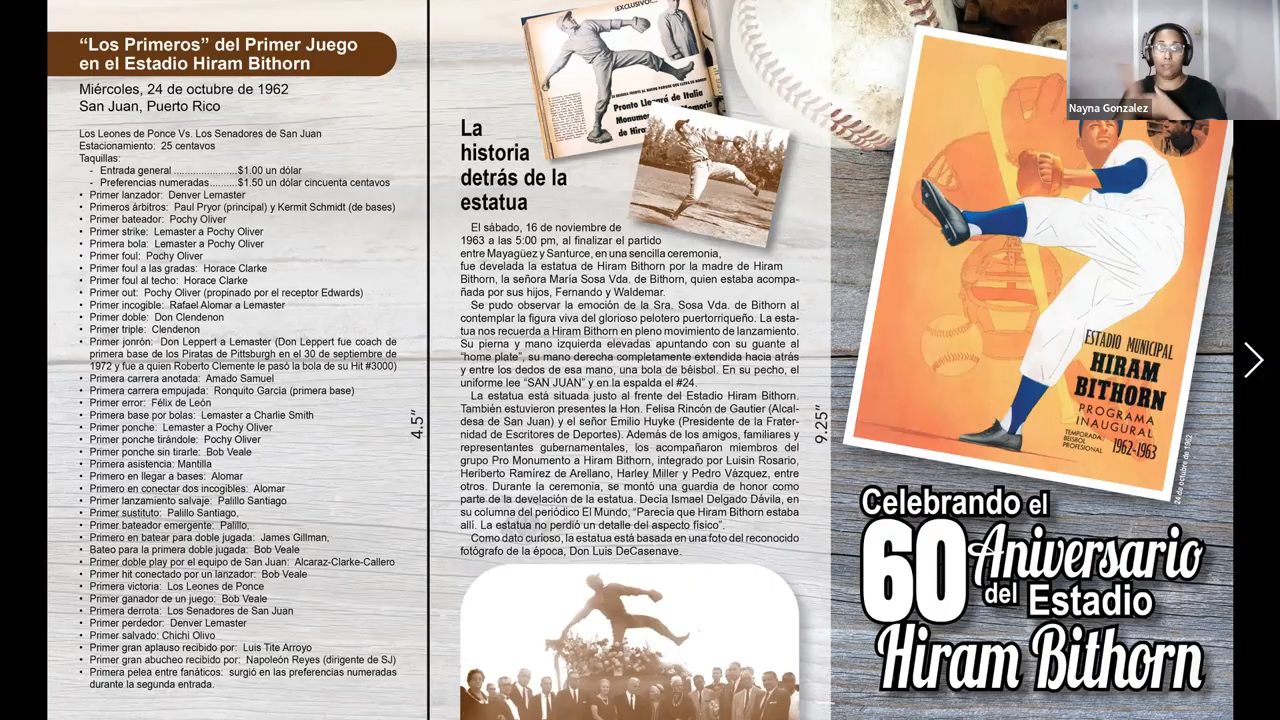 “Los Primeros” del Primer Juego
en el Estadio Hiram Bithorn
Miércoles, 24 de octubre de 1962
San Juan, Puerto Rico
Los Leones de Ponce Vs. Los Senadores de San Juan
Estacionamiento: 25 centavos
Taquillas:
- Entrada general ......................$1.00 un dólar
- Preferencias numeradas..........$1.50 un dólar cincuenta centavos
• Primer lanzador: Denver Lemaster
• Primeros árbitros: Paul Pryor (principal) y Kermit Schmidt (de bases)
• Primer bateador: Pochy Oliver
• Primer strike: Lemaster a Pochy Oliver
• Primera bola: Lemaster a Pochy Oliver
• Primer foul: Pochy Oliver
• Primer foul a las gradas: Horace Clarke
• Primer foul al techo: Horace Clarke
• Primer out: Pochy Oliver (propinado por el receptor Edwards)
• Primer incogible: Rafael Alomar a Lemaster
• Primer doble: Don Clendenon
• Primer triple: Clendenon
• Primer jonrón: Don Leppert a Lemaster (Don Leppert fue coach de
primera base de los Piratas de Pittsburgh en el 30 de septiembre de
1972 y fue a quien Roberto Clemente le pasó la bola de su Hit #3000)
• Primera carrera anotada: Amado Samuel
• Primera carrera empujada: Ronquito García (primera base)
• Primer error: Félix de León
• Primera base por bolas: Lemaster a Charlie Smith
• Primer ponche: Lemaster a Pochy Oliver
• Primer ponche tirándole: Pochy Oliver
• Primer ponche sin tirarle: Bob Veale
• Primera asistencia: Mantilla
• Primero en llegar a bases: Alomar
• Primero en conectar dos incogibles: Alomar
• Primer lanzamiento salvaje: Palillo Santiago
• Primer sustituto: Palillo Santiago,
• Primer bateador emergente: Palillo,
• Primero en batear para doble jugada: James Gillman,
• Bateo para la primera doble jugada: Bob Veale
• Primer doble play por el equipo de San Juan: Alcaraz-Clarke-Callero
• Primer hit conectado por un lanzador: Bob Veale
• Primera victoria: Los Leones de Ponce
• Primer ganador de un juego: Bob Veale
• Primera derrota: Los Senadores de San Juan
• Primer perdedor: Denver Lemaster
• Primer salvado: Chichi Olivo
• Primer gran aplauso recibido por: Luis Tite Arroyo
• Primer gran abucheo recibido por: Napoleón Reyes (dirigente de SJ)
• Primera pelea entre fanáticos: surgió en las preferencias numeradas
durante la segunda entrada.
4.5”
¡EXCLUSIVO!...
Pronto Llegará de Italia
La
historia
detrás de la
estatua
El sábado, 16 de noviembre de
1963 a las 5:00 pm, al finalizar el partido
entre Mayagüez y Santurce, en una sencilla ceremonia,
fue develada la estatua de Hiram Bithorn por la madre de Hiram
Bithorn, la señora María Sosa Vda. de Bithorn, quien estaba acompa-
ñada por sus hijos, Fernando y Waldemar.
Se pudo observar la emoción de la Sra. Sosa Vda. de Bithorn al
contemplar la figura viva del glorioso pelotero puertorriqueño. La esta-
tua nos recuerda a Hiram Bithorn en pleno movimiento de lanzamiento.
Su pierna y mano izquierda elevadas apuntando con su guante al
“home plate”, su mano derecha completamente extendida hacia atrás
y entre los dedos de esa mano, una bola de béisbol. En su pecho, el
uniforme lee “SAN JUAN” y en la espalda el #24.
La estatua está situada justo al frente del Estadio Hiram Bithorn.
También estuvieron presentes la Hon. Felisa Rincón de Gautier (Alcal-
desa de San Juan) y el señor Emilio Huyke (Presidente de la Frater-
nidad de Escritores de Deportes). Además de los amigos, familiares y
representantes gubernamentales, los acompañaron miembros del
grupo Pro Monumento a Hiram Bithorn, integrado por Luisin Rosario,
Heriberto Ramírez de Arellano, Harley Miller y Pedro Vázquez, entre
otros. Durante la ceremonia, se montó una guardia de honor como
parte de la develación de la estatua. Decía Ismael Delgado Dávila, en
su columna del periódico El Mundo, “Parecía que Hiram Bithorn estaba
allí. La estatua no perdió un detalle del aspecto físico”.
Como dato curioso, la estatua está basada en una foto del reconocido
fotógrafo de la época, Don Luis DeCasenave.
9.25”
Nayna Gonzalez
ESTADIO MUNICIPAL
HIRAM
BITHORN
PROGRAMA
INAUGURAL
TEMPORADA
BEISBOL
PROFESIONAL
1962-1963
24 de octubre de 1962
Celebrando el
60 Aniversario
del Estadio
Hiram Bithorn